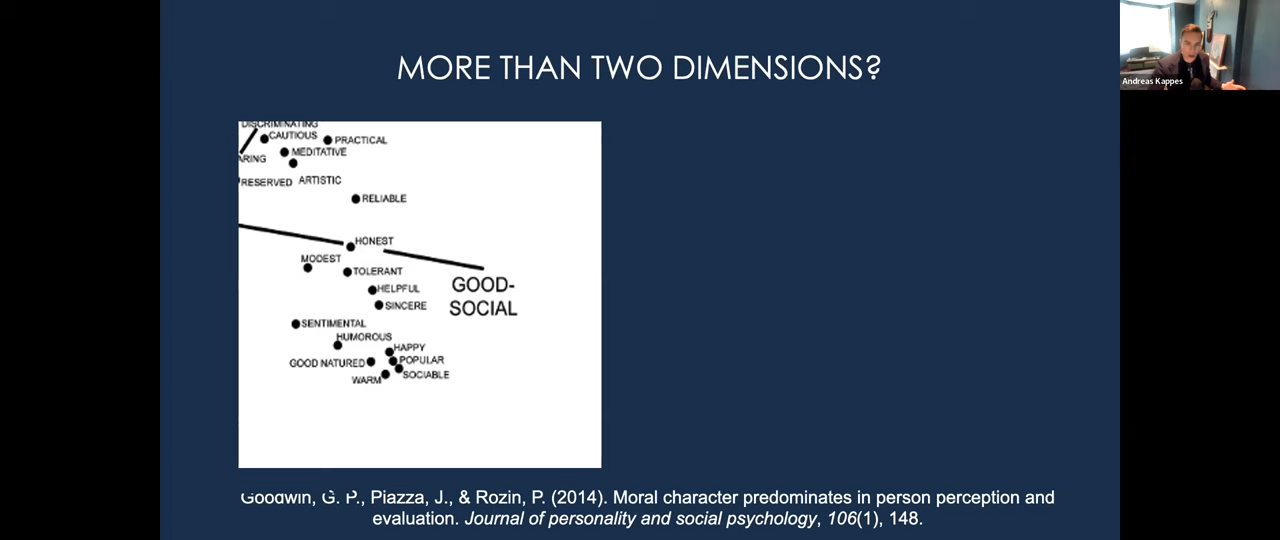 MORE THAN TWO DIMENSIONS?
Andreas Kappes
DISCRIMINATING
CAUTIOUS
PRACTICAL
MEDITATIVE
ARING
RESERVED
ARTISTIC
RELIABLE
HONEST
MODEST
TOLERANT
GOOD-
SOCIAL
HELPFUL
SINCERE
SENTIMENTAL
HUMOROUS
HAPPY
GOOD NATURED
POPULAR
SOCIABLE
WARM
Goodwin, G. P., Piazza, J., & Rozin, P. (2014). Moral character predominates in person perception and
evaluation. Journal of personality and social psychology, 106(1), 148.